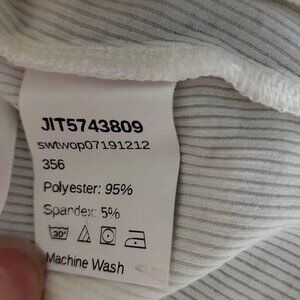 JIT5743809
swtwop07191212
356
Polyester: 95%
Spandex: 5%
30°
Machine Wash